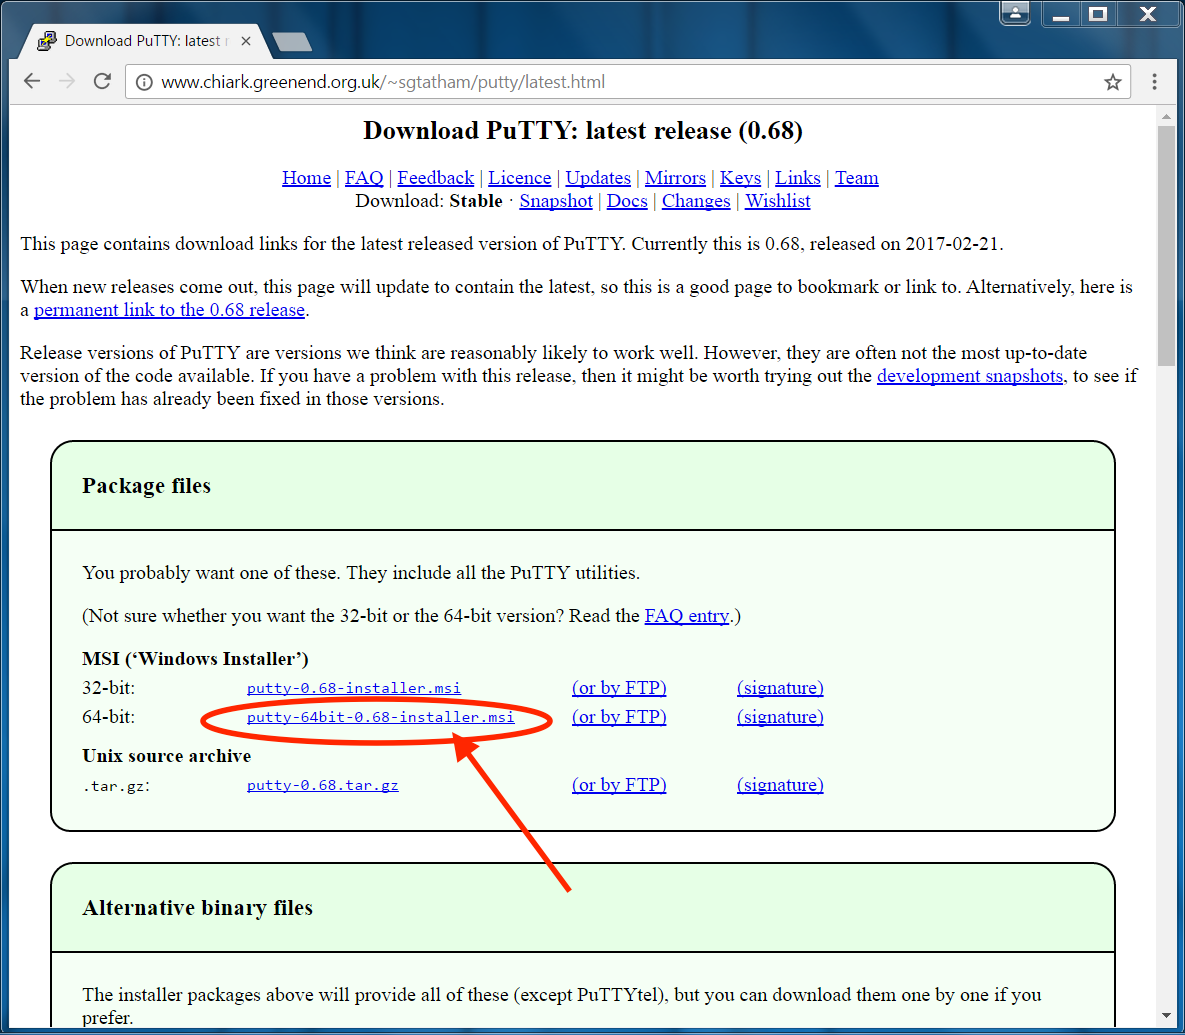 Download PuTTY: latest r
www.chiark.greenend.org.uk/~sgtatham/putty/latest.html
Download PuTTY: latest release (0.68)
Home | FAQ | Feedback | Licence | Updates | Mirrors | Keys | Links | Team
Download: Stable · Snapshot | Docs | Changes | Wishlist
This page contains download links for the latest released version of PuTTY. Currently this is 0.68, released on 2017-02-21.
When new releases come out, this page will update to contain the latest, so this is a good page to bookmark or link to. Alternatively, here is
a permanent link to the 0.68 release.
Release versions of PuTTY are versions we think are reasonably likely to work well. However, they are often not the most up-to-date
version of the code available. If you have a problem with this release, then it might be worth trying out the development snapshots, to see if
the problem has already been fixed in those versions.
Package files
You probably want one of these. They include all the PuTTY utilities.
(Not sure whether you want the 32-bit or the 64-bit version? Read the FAQ entry.)
MSI (‘Windows Installer’)
32-bit: putty-0.68-installer.msi (or by FTP) (signature)
64-bit: putty-64bit-0.68-installer.msi (or by FTP) (signature)
Unix source archive
.tar.gz: putty-0.68.tar.gz (or by FTP) (signature)
Alternative binary files
The installer packages above will provide all of these (except PuTTYtel), but you can download them one by one if you
prefer.